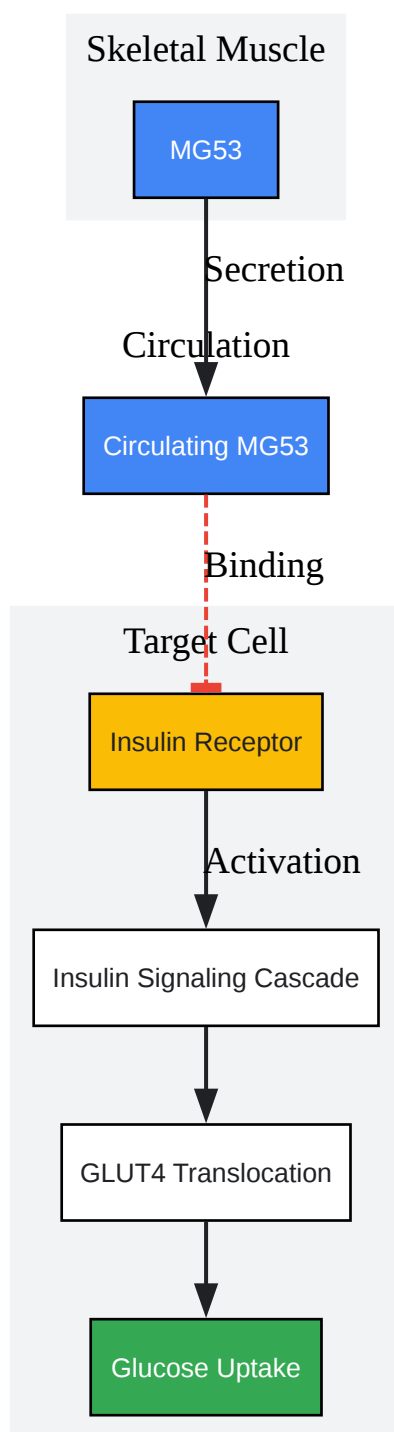 Skeletal Muscle
MG53
Secretion
Circulation
Circulating MG53
Binding
Target Cell
Insulin Receptor
Activation
Insulin Signaling Cascade
GLUT4 Translocation
Glucose Uptake